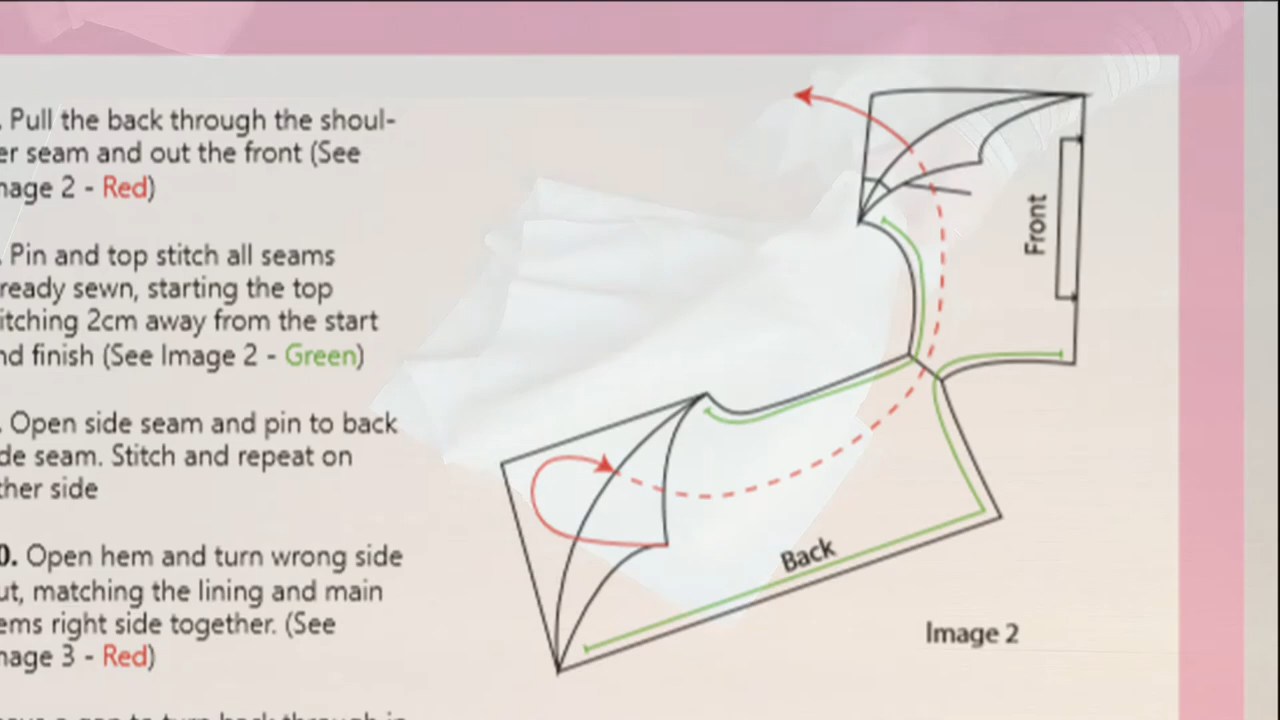 . Pull the back through the shoul-
er seam and out the front (See
mage 2 - Red)
. Pin and top stitch all seams
ready sewn, starting the top
itching 2cm away from the start
nd finish (See Image 2 - Green)
. Open side seam and pin to back
de seam. Stitch and repeat on
ther side
0. Open hem and turn wrong side
ut, matching the lining and main
ems right side together. (See
mage 3 - Red)
Front
Back
Image 2